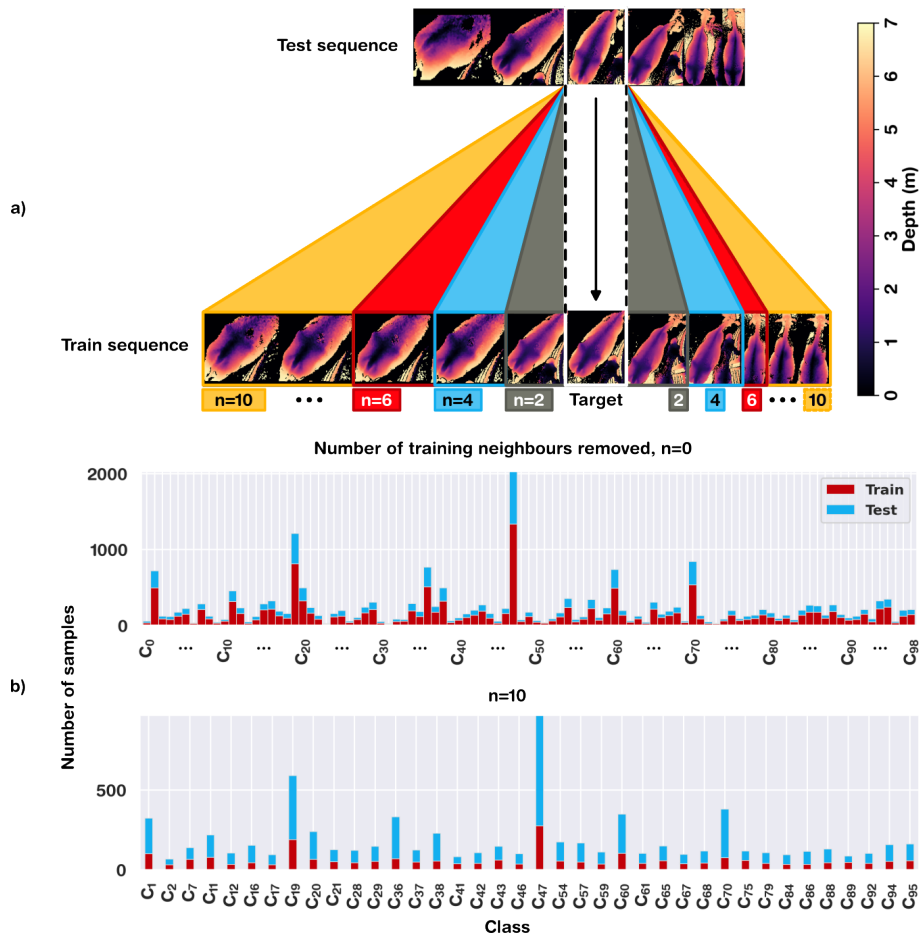 Test sequence
7
6
5
4
3
2
1
0
Depth (m)
a)
Train sequence
n=10 ••• n=6 n=4 n=2 Target 2 4 6 ••• 10
Number of training neighbours removed, n=0
2000
1000
0
Train
Test
C0 ... C10 ... C20 ... C30 ... C40 ... C50 ... C60 ... C70 ... C80 ... C90 ... C98
b)
Number of samples
n=10
500
0
C1 C2 C7 C11 C12 C16 C17 C19 C20 C21 C28 C29 C36 C37 C38 C41 C42 C43 C46 C47 C54 C57 C59 C60 C61 C65 C67 C68 C70 C75 C79 C84 C86 C88 C89 C92 C94 C95
Class